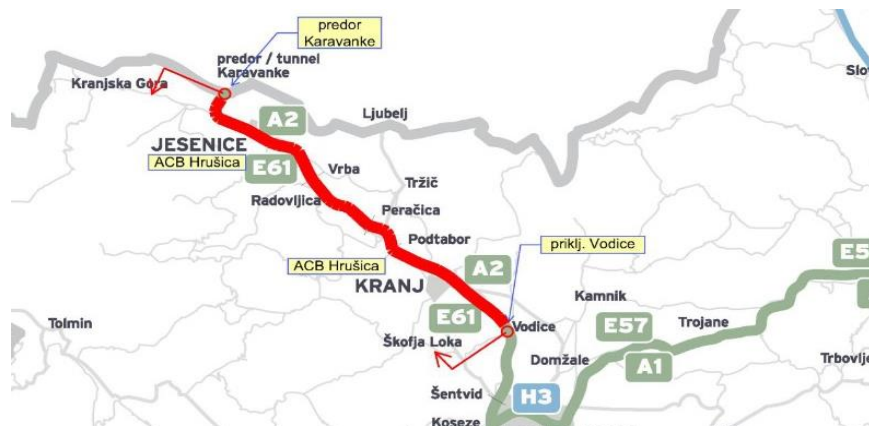 predor
Karavanke
predor / tunnel
Karavanke
Kranjska Gora
Ljubelj
A2
JESENICE
ACB Hrušica
E61
Vrba
Tržič
Radovljica
Peračica
Podtabor
priklj. Vodice
ACB Hrušica
A2
KRANJ
E61
Kamnik
Tolmin
Vodice
E57
Trojane
Škofja Loka
Domžale
A1
Trbovlje
Šentvid
H3
Koseze